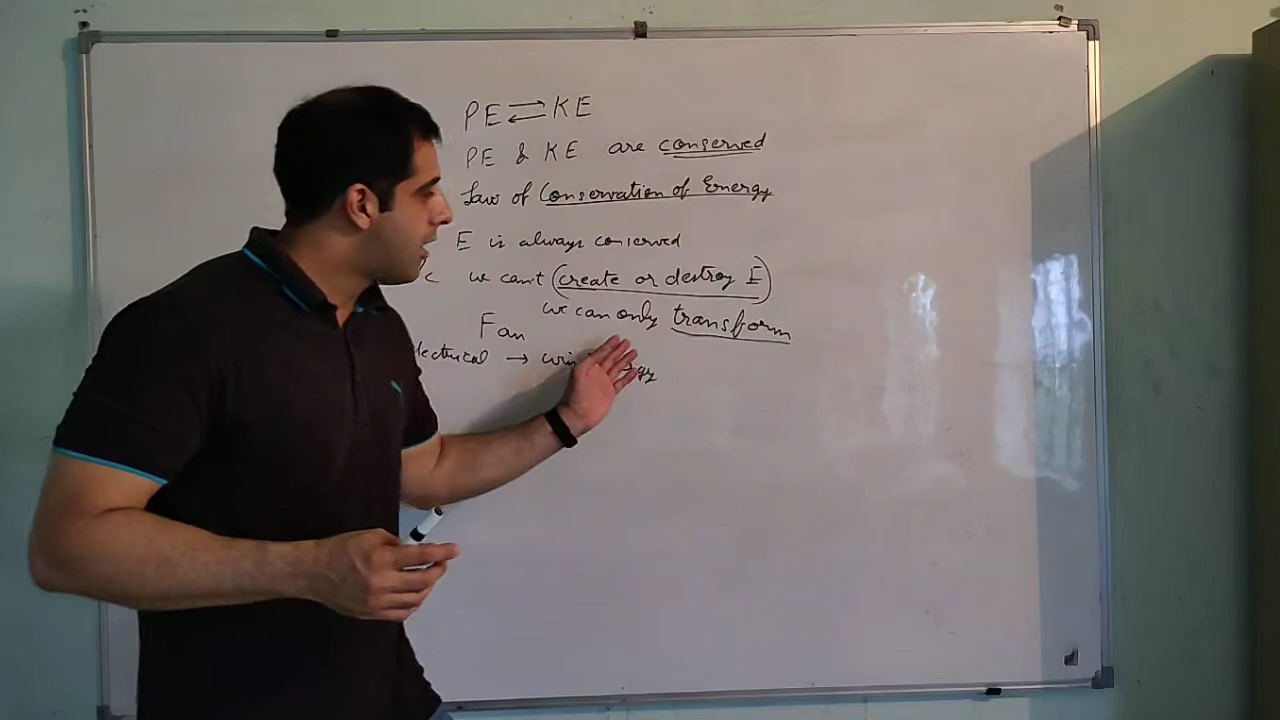 PE ⇌ KE
PE & KE are conserved
Law of Conservation of Energy
E is always conserved
we can't (create or destroy E)
we can only transform
Fan
→